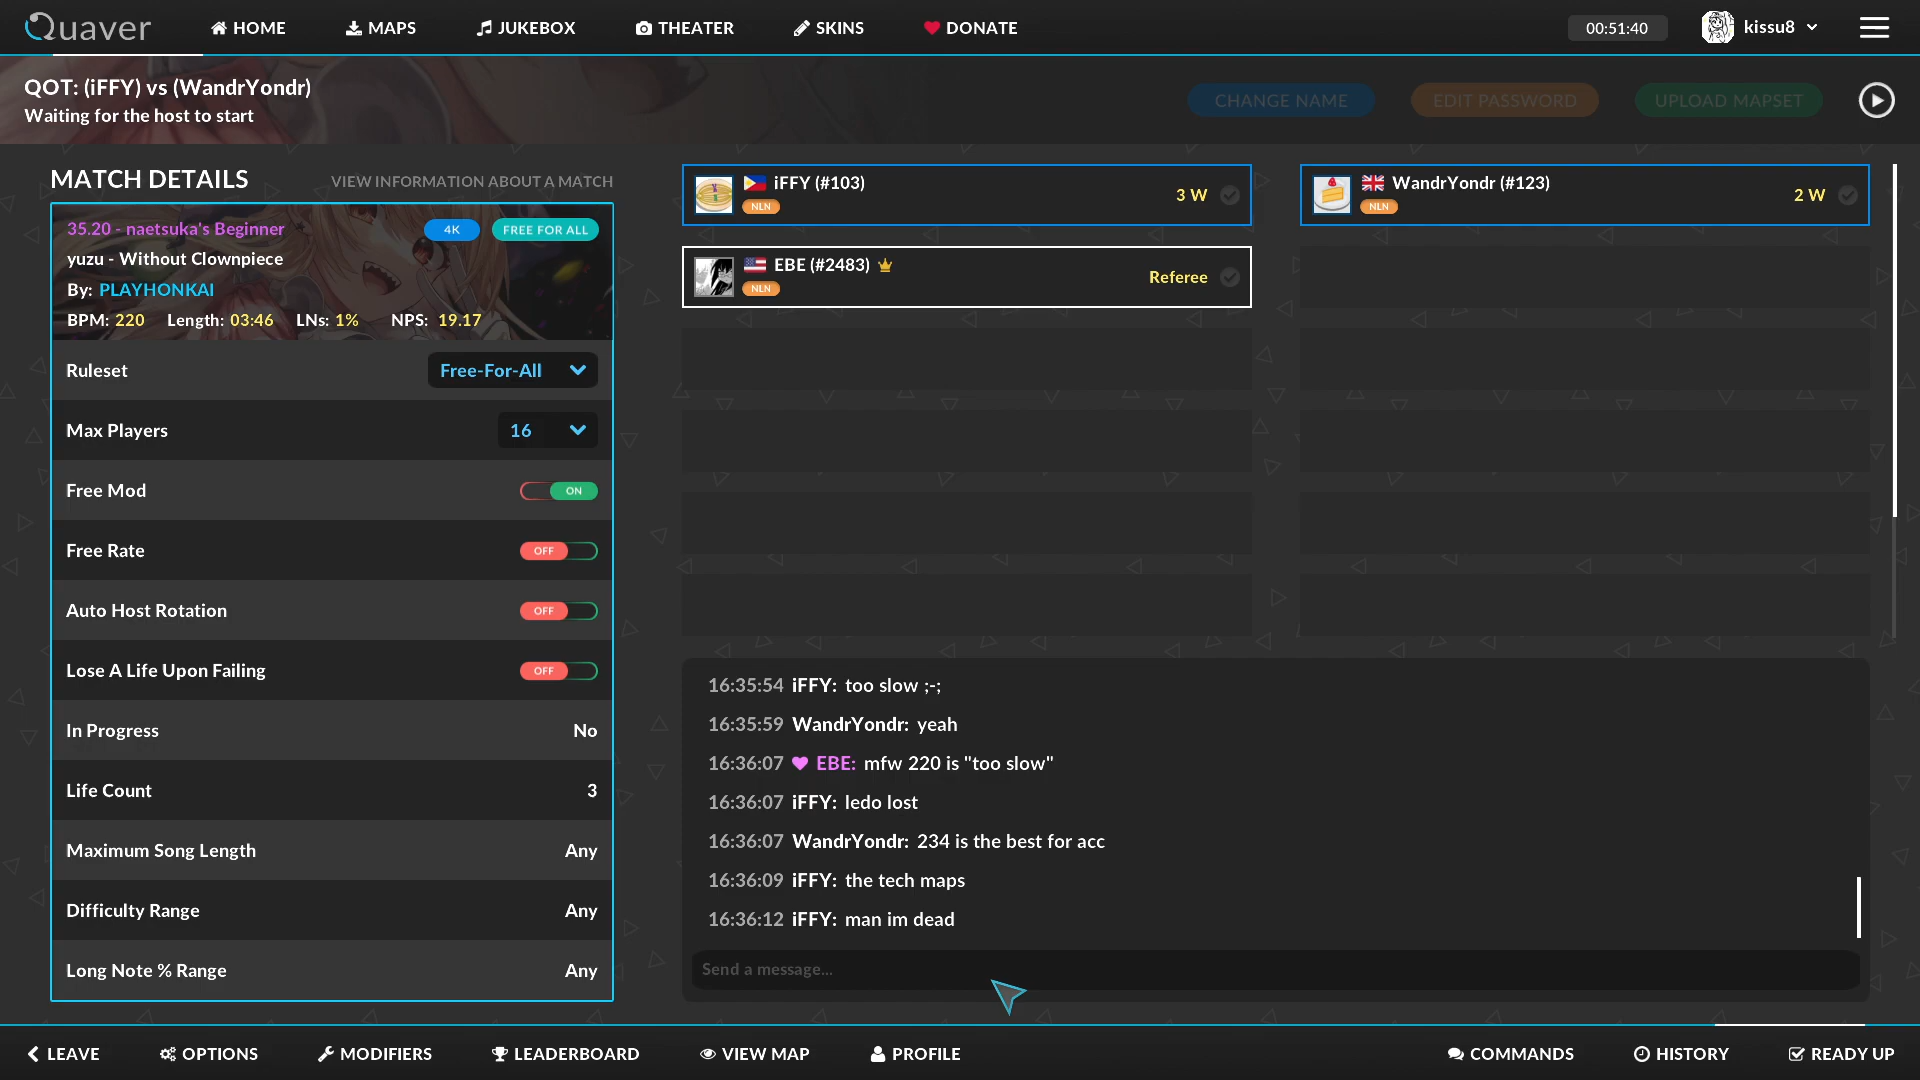 Quaver HOME MAPS JUKEBOX THEATER SKINS DONATE 00:51:40 kissu8
QOT: (iFFY) vs (WandrYondr)
Waiting for the host to start
CHANGE NAME EDIT PASSWORD UPLOAD MAPSET
MATCH DETAILS VIEW INFORMATION ABOUT A MATCH
35.20 - naetsuka's Beginner 4K FREE FOR ALL
yuzu - Without Clownpiece
By: PLAYHONKAI
BPM: 220 Length: 03:46 LNs: 1% NPS: 19.17
Ruleset Free-For-All
Max Players 16
Free Mod ON
Free Rate OFF
Auto Host Rotation OFF
Lose A Life Upon Failing OFF
In Progress No
Life Count 3
Maximum Song Length Any
Difficulty Range Any
Long Note % Range Any
iFFY (#103)
NLN
3 W
WandrYondr (#123)
NLN
2 W
EBE (#2483)
NLN
Referee
16:35:54 iFFY: too slow ;-;
16:35:59 WandrYondr: yeah
16:36:07 EBE: mfw 220 is "too slow"
16:36:07 iFFY: ledo lost
16:36:07 WandrYondr: 234 is the best for acc
16:36:09 iFFY: the tech maps
16:36:12 iFFY: man im dead
Send a message...
LEAVE OPTIONS MODIFIERS LEADERBOARD VIEW MAP PROFILE COMMANDS HISTORY READY UP